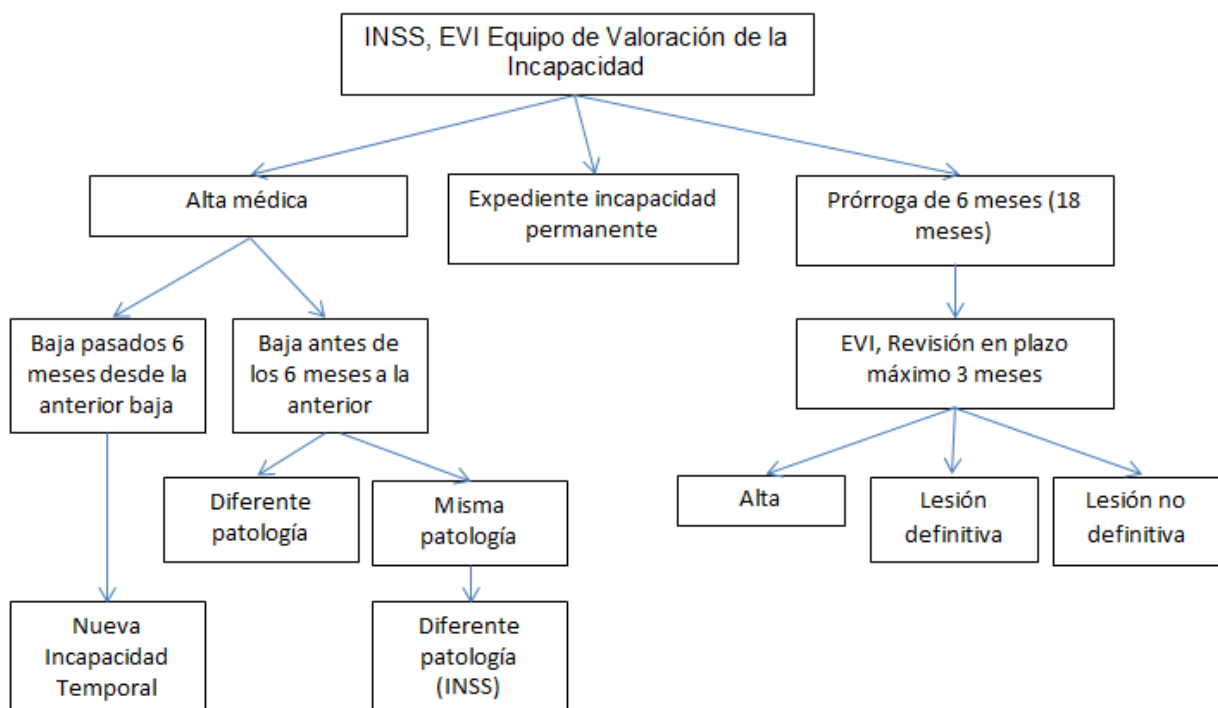 INSS, EVI Equipo de Valoración de la
Incapacidad
Alta médica
Expediente incapacidad
permanente
Prórroga de 6 meses (18
meses)
Baja pasados 6
meses desde la
anterior baja
Baja antes de
los 6 meses a la
anterior
EVI, Revisión en plazo
máximo 3 meses
Diferente
patología
Misma
patología
Alta
Lesión
definitiva
Lesión no
definitiva
Nueva
Incapacidad
Temporal
Diferente
patología
(INSS)